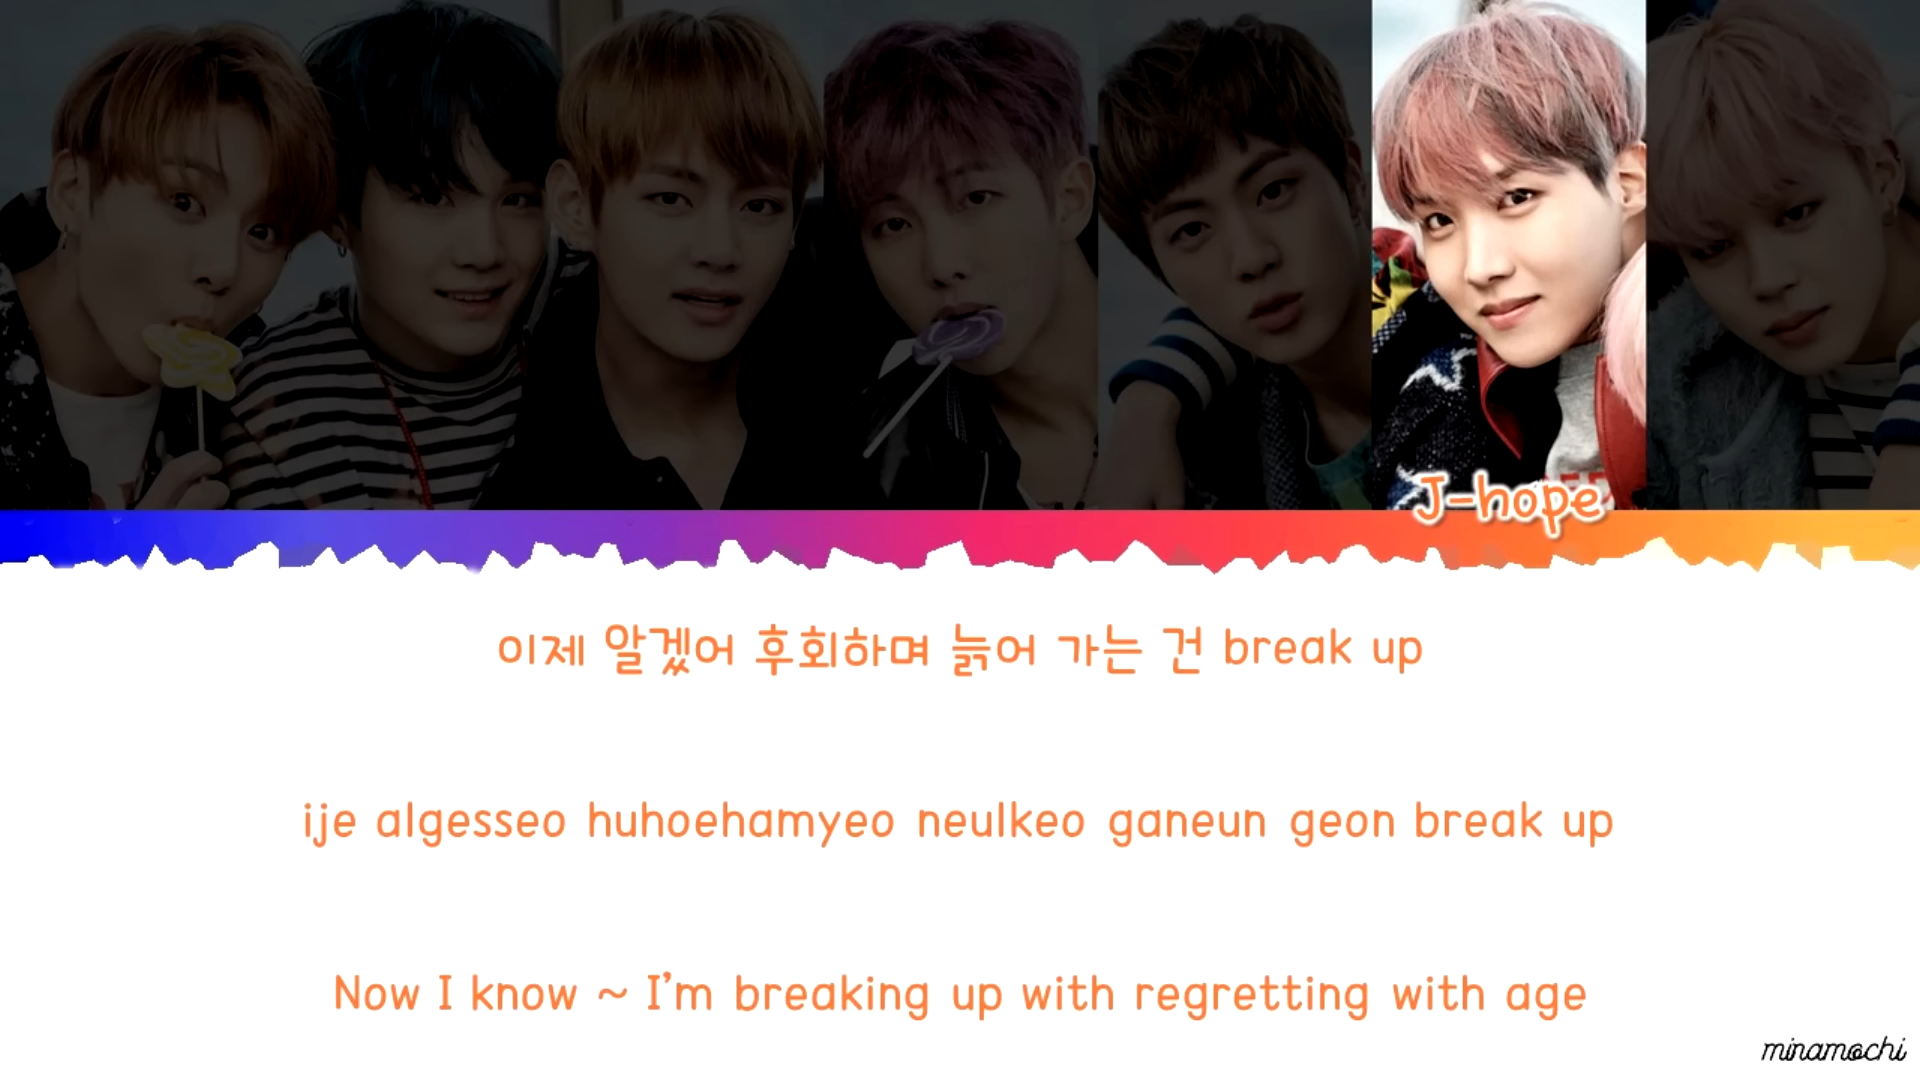 J-hope
이제 알겠어 후회하며 늙어 가는 건 break up
ije algesseo huhoehamyeo neulkeo ganeun geon break up
Now I know ~ I'm breaking up with regretting with age
minamochi